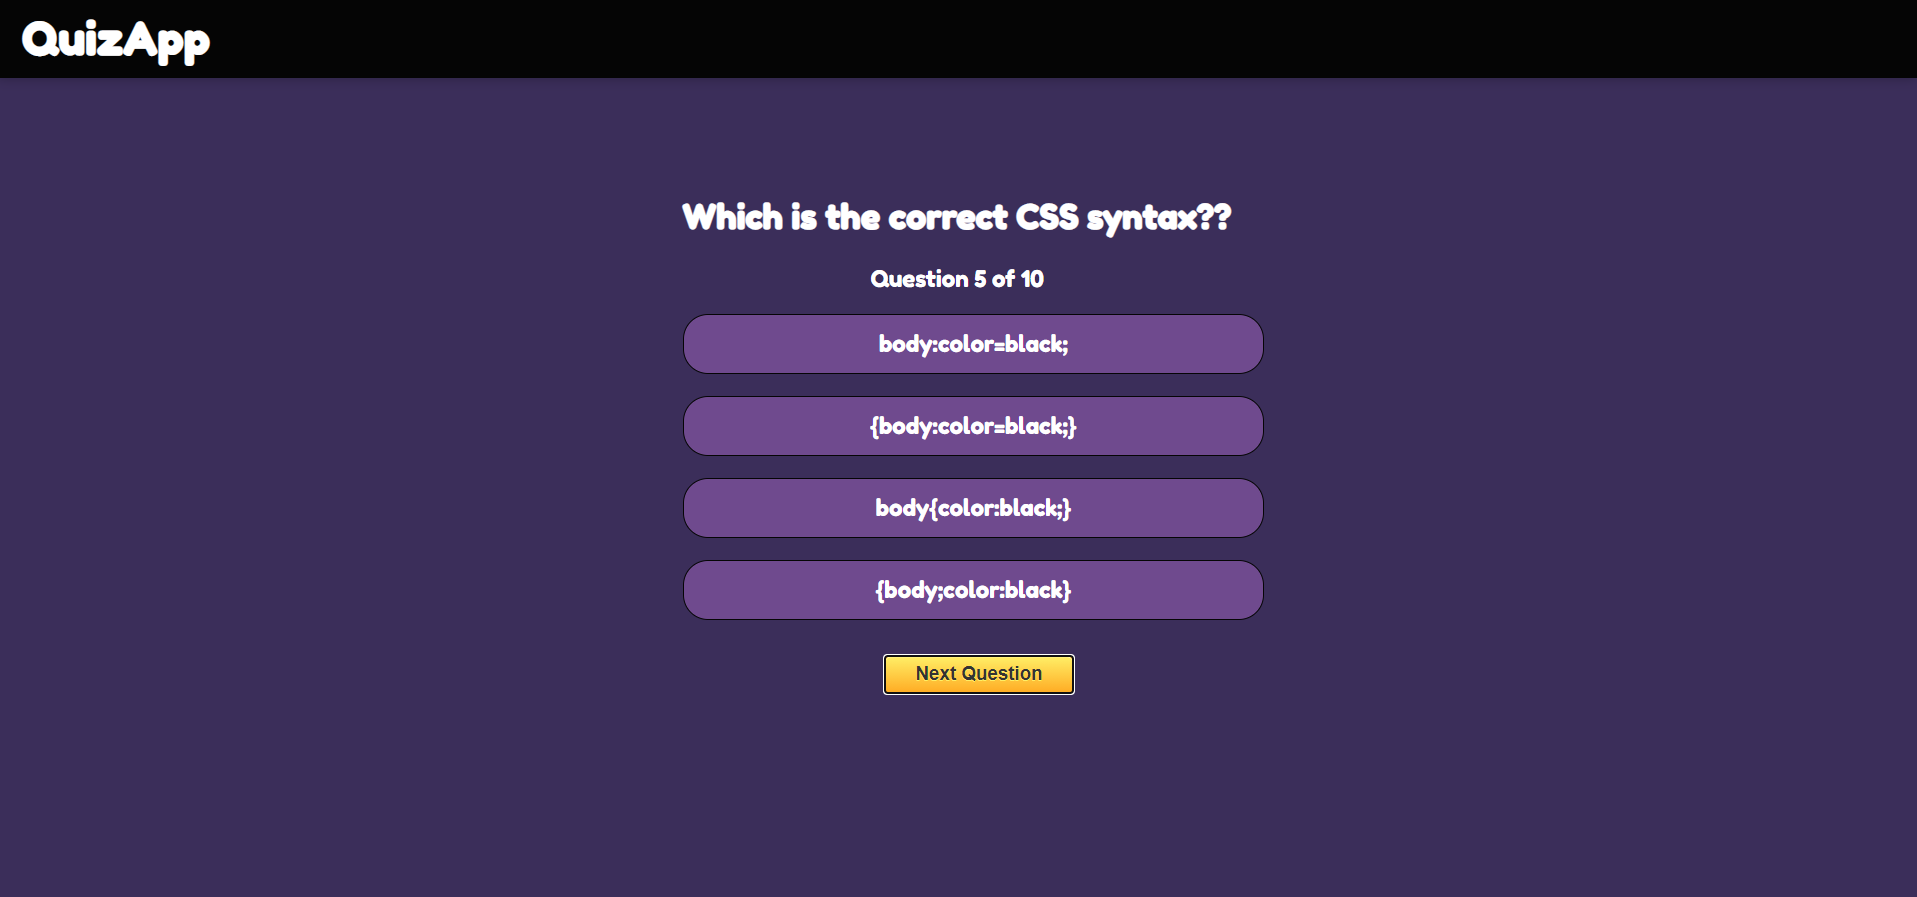 QuizApp
Which is the correct CSS syntax??
Question 5 of 10
body:color=black;
{body:color=black;}
body{color:black;}
{body;color:black}
Next Question